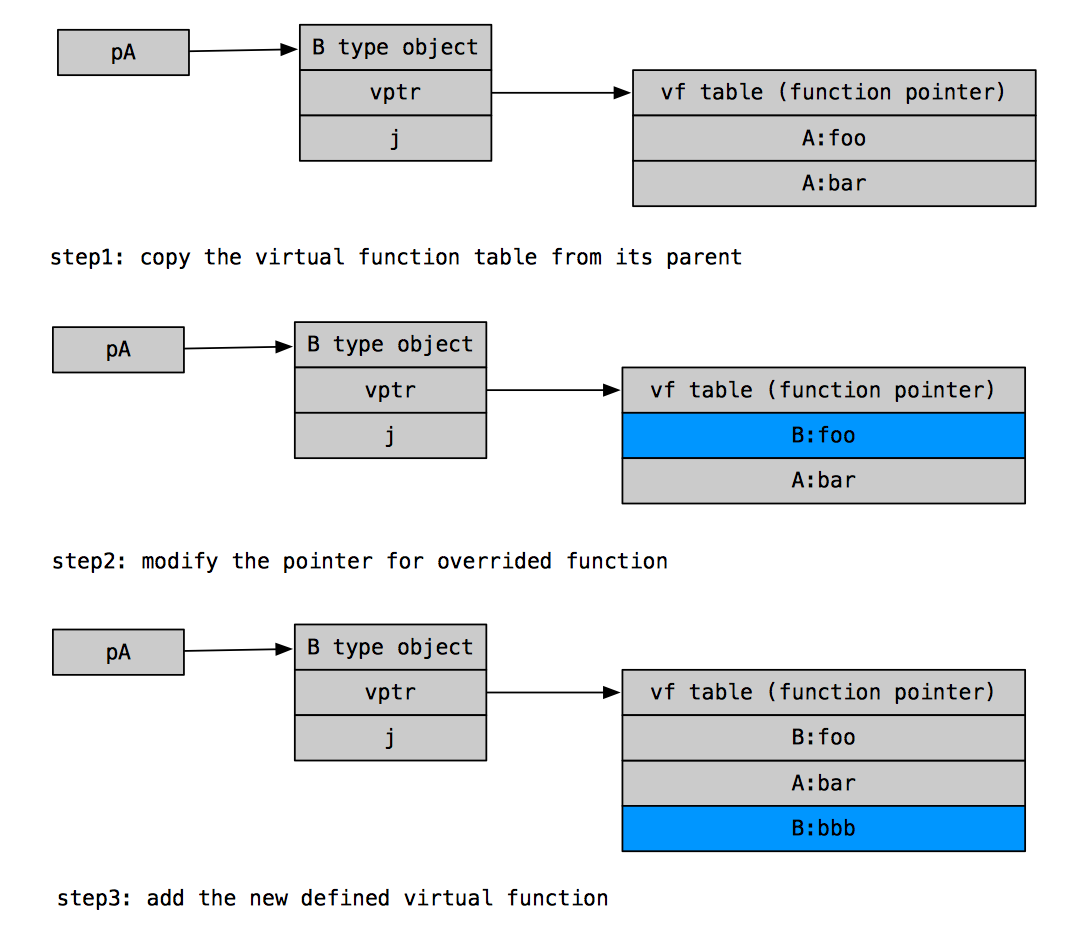 pA
B type object
vptr
vf table (function pointer)
j
A:foo
A:bar
step1: copy the virtual function table from its parent
pA
B type object
vptr
vf table (function pointer)
j
B:foo
A:bar
step2: modify the pointer for overrided function
pA
B type object
vptr
vf table (function pointer)
j
B:foo
A:bar
B:bbb
step3: add the new defined virtual function